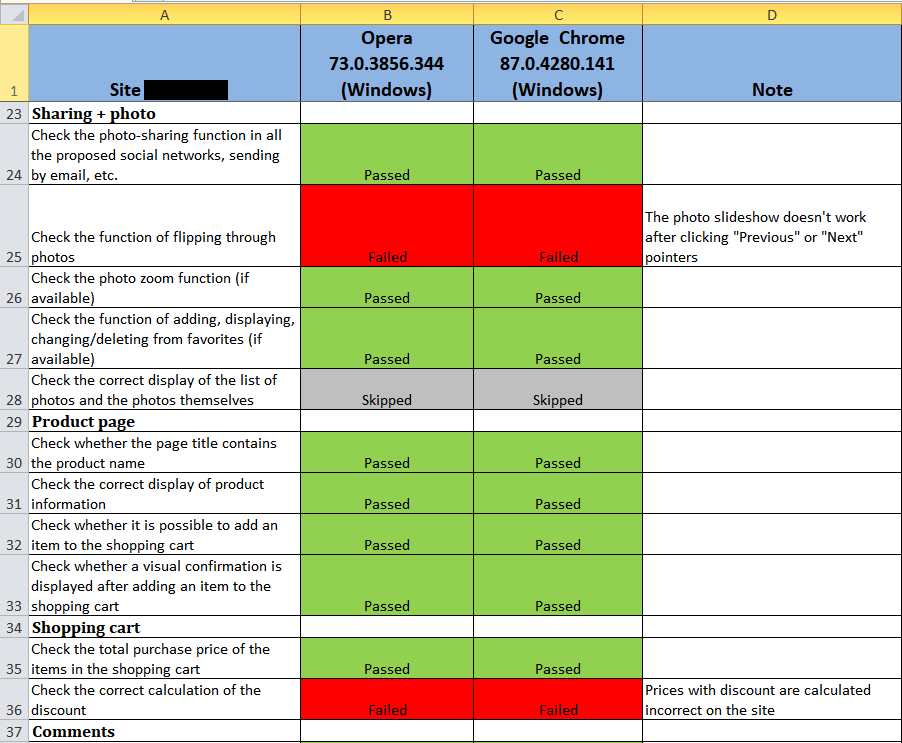 A B C D
1 Site Opera 73.0.3856.344 (Windows) Google Chrome 87.0.4280.141 (Windows) Note
23 Sharing + photo
24 Check the photo-sharing function in all
the proposed social networks, sending
by email, etc. Passed Passed
25 Check the function of flipping through
photos Failed Failed The photo slideshow doesn't work
after clicking "Previous" or "Next"
pointers
26 Check the photo zoom function (if
available) Passed Passed
27 Check the function of adding, displaying,
changing/deleting from favorites (if
available) Passed Passed
28 Check the correct display of the list of
photos and the photos themselves Skipped Skipped
29 Product page
30 Check whether the page title contains
the product name Passed Passed
31 Check the correct display of product
information Passed Passed
32 Check whether it is possible to add an
item to the shopping cart Passed Passed
33 Check whether a visual confirmation is
displayed after adding an item to the
shopping cart Passed Passed
34 Shopping cart
35 Check the total purchase price of the
items in the shopping cart Passed Passed
36 Check the correct calculation of the
discount Failed Failed Prices with discount are calculated
incorrect on the site
37 Comments